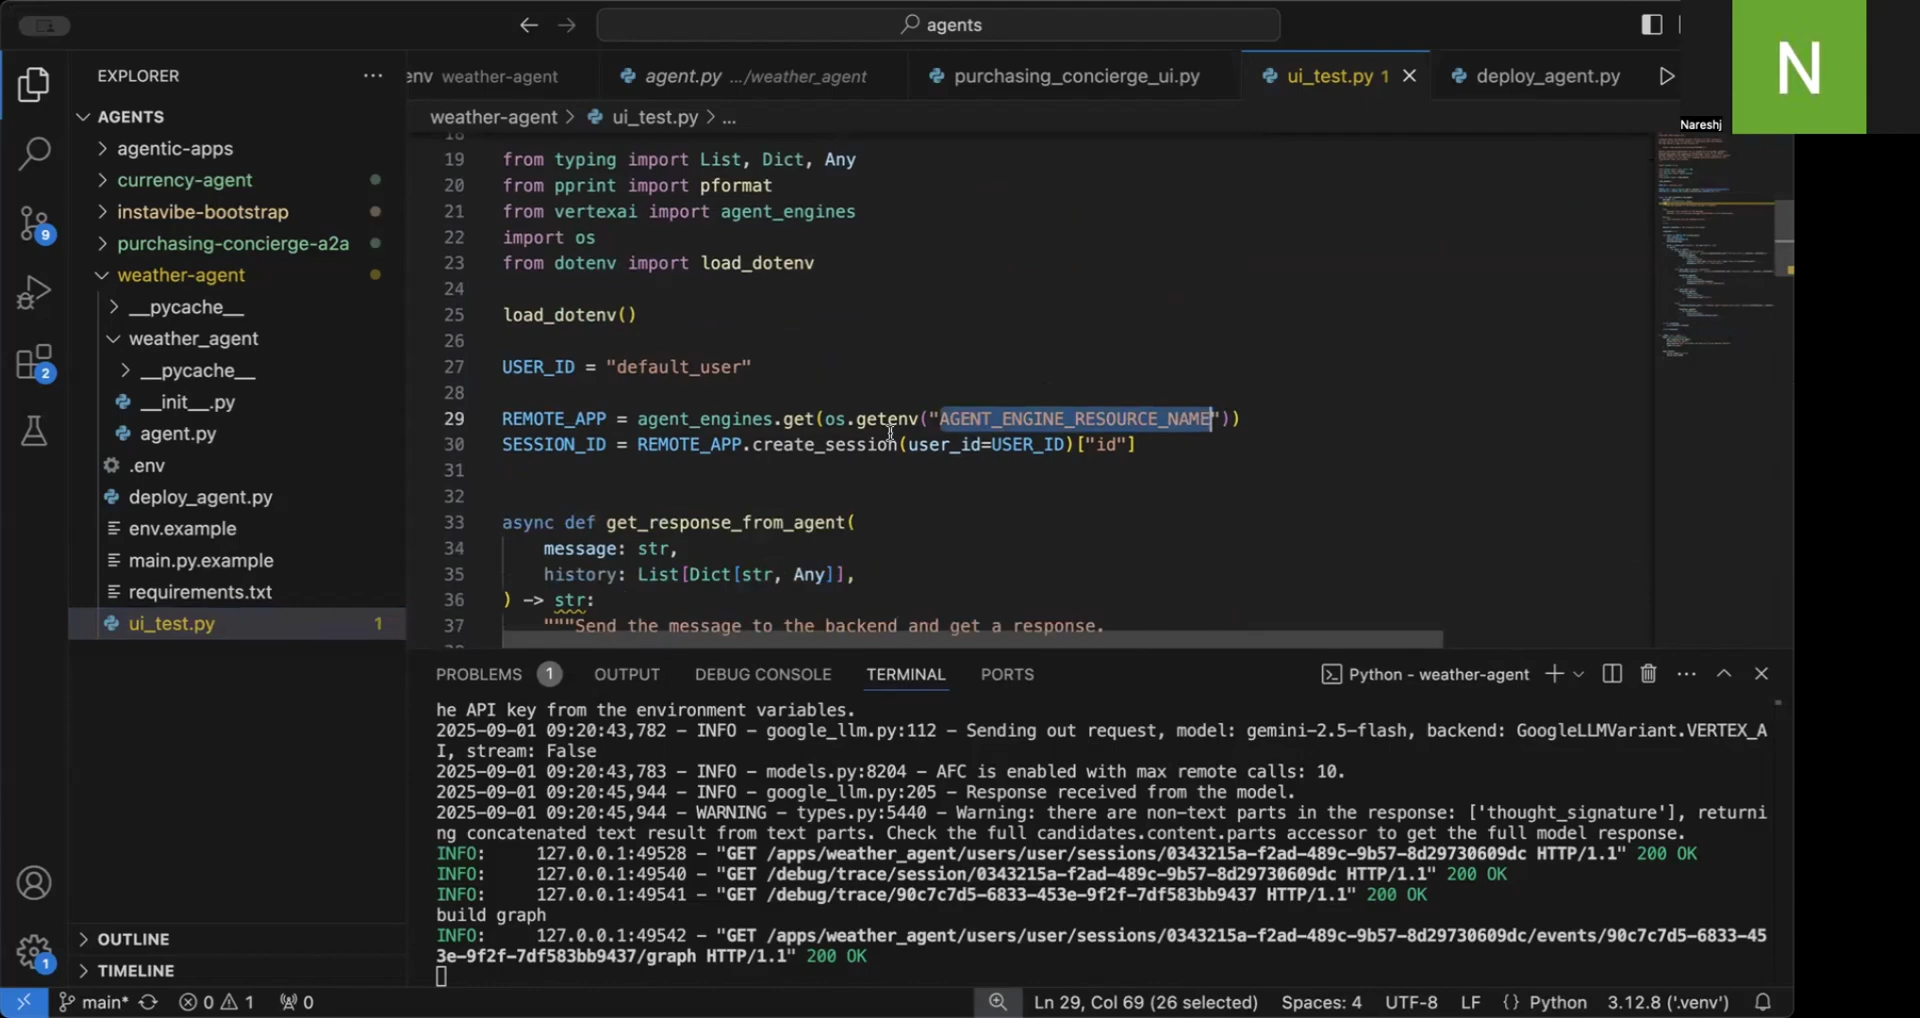 agents
N
Nareshj
EXPLORER
AGENTS
agentic-apps
currency-agent
instavibe-bootstrap
purchasing-concierge-a2a
weather-agent
__pycache__
weather_agent
__pycache__
__init__.py
agent.py
.env
deploy_agent.py
env.example
main.py.example
requirements.txt
ui_test.py 1
OUTLINE
TIMELINE
9
2
1
env weather-agent
agent.py .../weather_agent
purchasing_concierge_ui.py
ui_test.py 1
deploy_agent.py
weather-agent > ui_test.py > ...
18
19 from typing import List, Dict, Any
20 from pprint import pformat
21 from vertexai import agent_engines
22 import os
23 from dotenv import load_dotenv
24
25 load_dotenv()
26
27 USER_ID = "default_user"
28
29 REMOTE_APP = agent_engines.get(os.getenv("AGENT_ENGINE_RESOURCE_NAME"))
30 SESSION_ID = REMOTE_APP.create_session(user_id=USER_ID)["id"]
31
32
33 async def get_response_from_agent(
34 message: str,
35 history: List[Dict[str, Any]],
36 ) -> str:
37 """Send the message to the backend and get a response.
PROBLEMS 1 OUTPUT DEBUG CONSOLE TERMINAL PORTS
Python - weather-agent
he API key from the environment variables.
2025-09-01 09:20:43,782 - INFO - google_llm.py:112 - Sending out request, model: gemini-2.5-flash, backend: GoogleLLMVariant.VERTEX_A
I, stream: False
2025-09-01 09:20:43,783 - INFO - models.py:8204 - AFC is enabled with max remote calls: 10.
2025-09-01 09:20:45,944 - INFO - google_llm.py:205 - Response received from the model.
2025-09-01 09:20:45,944 - WARNING - types.py:5440 - Warning: there are non-text parts in the response: ['thought_signature'], returni
ng concatenated text result from text parts. Check the full candidates.content.parts accessor to get the full model response.
INFO: 127.0.0.1:49528 - "GET /apps/weather_agent/users/user/sessions/0343215a-f2ad-489c-9b57-8d29730609dc HTTP/1.1" 200 OK
INFO: 127.0.0.1:49540 - "GET /debug/trace/session/0343215a-f2ad-489c-9b57-8d29730609dc HTTP/1.1" 200 OK
INFO: 127.0.0.1:49541 - "GET /debug/trace/90c7c7d5-6833-453e-9f2f-7df583bb9437 HTTP/1.1" 200 OK
build graph
INFO: 127.0.0.1:49542 - "GET /apps/weather_agent/users/user/sessions/0343215a-f2ad-489c-9b57-8d29730609dc/events/90c7c7d5-6833-45
3e-9f2f-7df583bb9437/graph HTTP/1.1" 200 OK
main* 0 1 0 Ln 29, Col 69 (26 selected) Spaces: 4 UTF-8 LF {} Python 3.12.8 ('.venv')